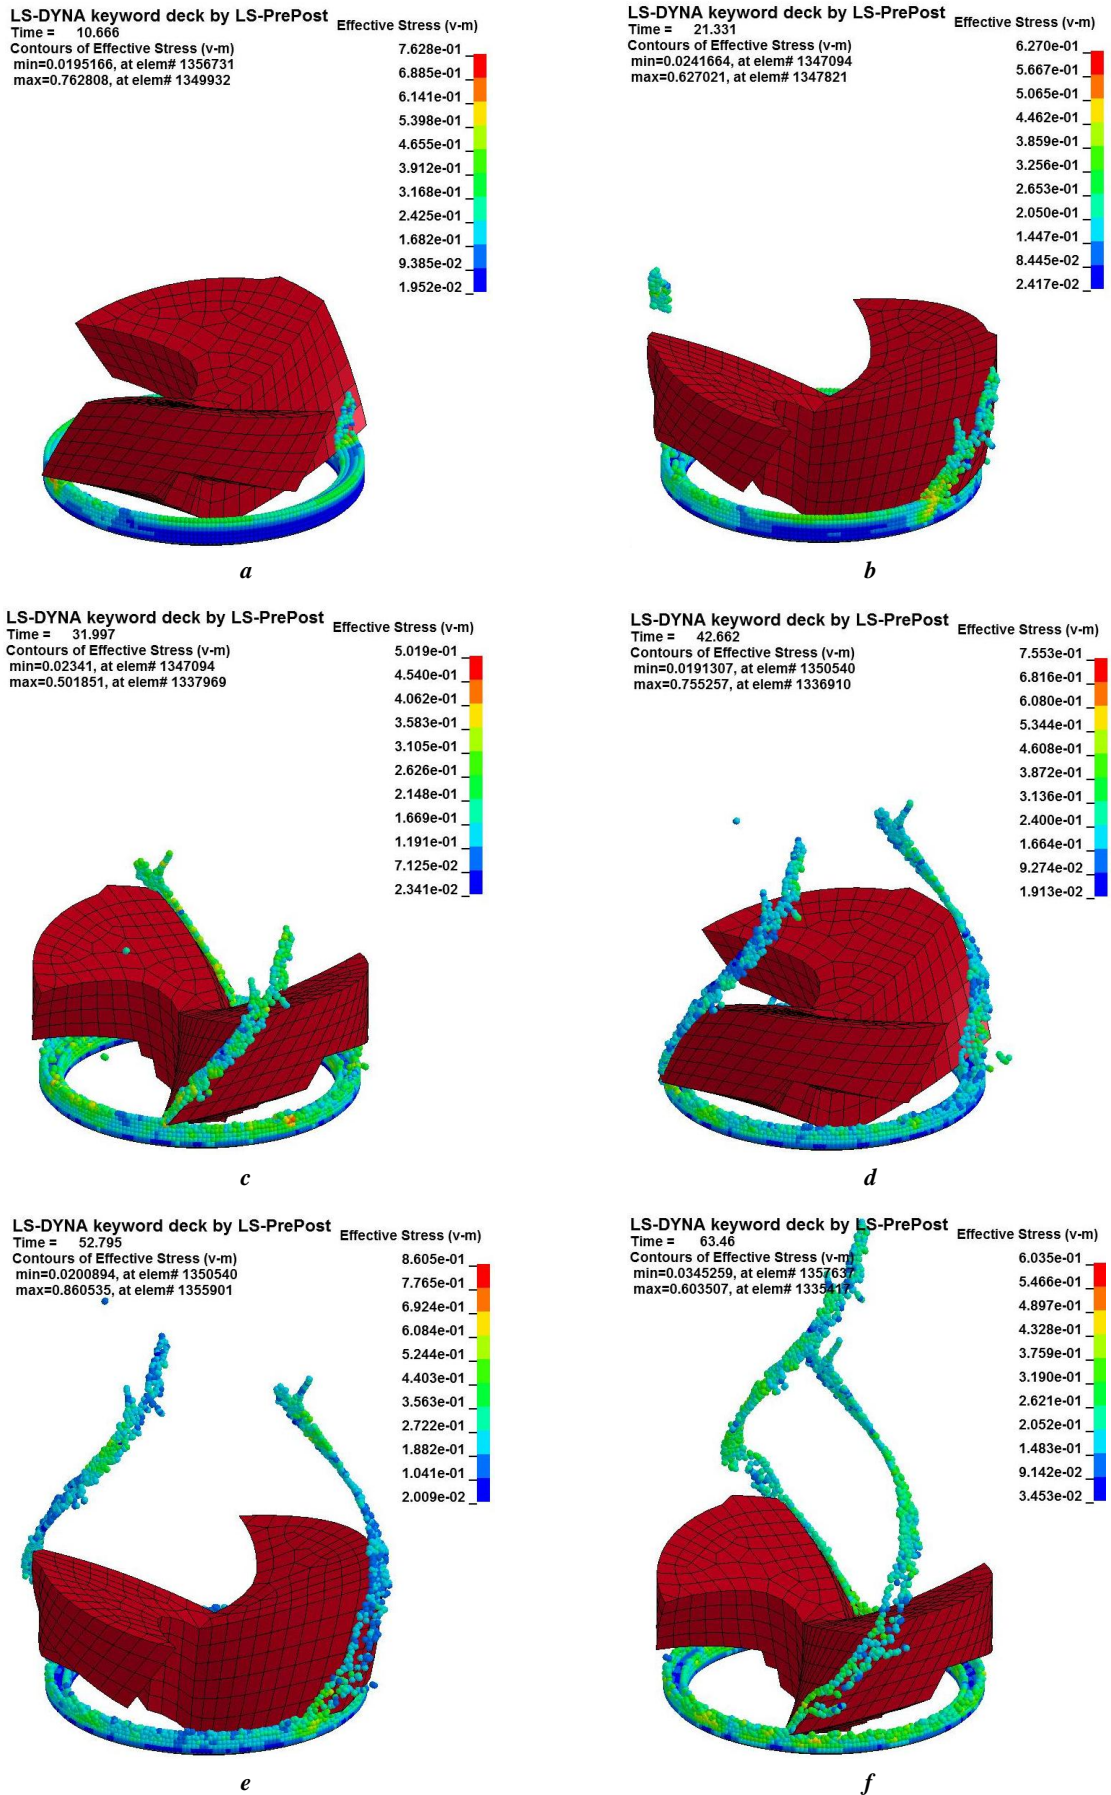 LS-DYNA keyword deck by LS-PrePost
Time = 10.666
Contours of Effective Stress (v-m)
min=0.0195166, at elem# 1356731
max=0.762808, at elem# 1349932
Effective Stress (v-m)
7.628e-01
6.885e-01
6.141e-01
5.398e-01
4.655e-01
3.912e-01
3.168e-01
2.425e-01
1.682e-01
9.385e-02
1.952e-02
a
LS-DYNA keyword deck by LS-PrePost
Time = 21.331
Contours of Effective Stress (v-m)
min=0.0241664, at elem# 1347094
max=0.627021, at elem# 1347821
Effective Stress (v-m)
6.270e-01
5.667e-01
5.065e-01
4.462e-01
3.859e-01
3.256e-01
2.653e-01
2.050e-01
1.447e-01
8.445e-02
2.417e-02
b
LS-DYNA keyword deck by LS-PrePost
Time = 31.997
Contours of Effective Stress (v-m)
min=0.02341, at elem# 1347094
max=0.501851, at elem# 1337969
Effective Stress (v-m)
5.019e-01
4.540e-01
4.062e-01
3.583e-01
3.105e-01
2.626e-01
2.148e-01
1.669e-01
1.191e-01
7.125e-02
2.341e-02
c
LS-DYNA keyword deck by LS-PrePost
Time = 42.662
Contours of Effective Stress (v-m)
min=0.0191307, at elem# 1350540
max=0.755257, at elem# 1336910
Effective Stress (v-m)
7.553e-01
6.816e-01
6.080e-01
5.344e-01
4.608e-01
3.872e-01
3.136e-01
2.400e-01
1.664e-01
9.274e-02
1.913e-02
d
LS-DYNA keyword deck by LS-PrePost
Time = 52.795
Contours of Effective Stress (v-m)
min=0.0200894, at elem# 1350540
max=0.860535, at elem# 1355901
Effective Stress (v-m)
8.605e-01
7.765e-01
6.924e-01
6.084e-01
5.244e-01
4.403e-01
3.563e-01
2.722e-01
1.882e-01
1.041e-01
2.009e-02
e
LS-DYNA keyword deck by LS-PrePost
Time = 63.46
Contours of Effective Stress (v-m)
min=0.0345259, at elem# 1357637
max=0.603507, at elem# 1335417
Effective Stress (v-m)
6.035e-01
5.466e-01
4.897e-01
4.328e-01
3.759e-01
3.190e-01
2.621e-01
2.052e-01
1.483e-01
9.142e-02
3.453e-02
f